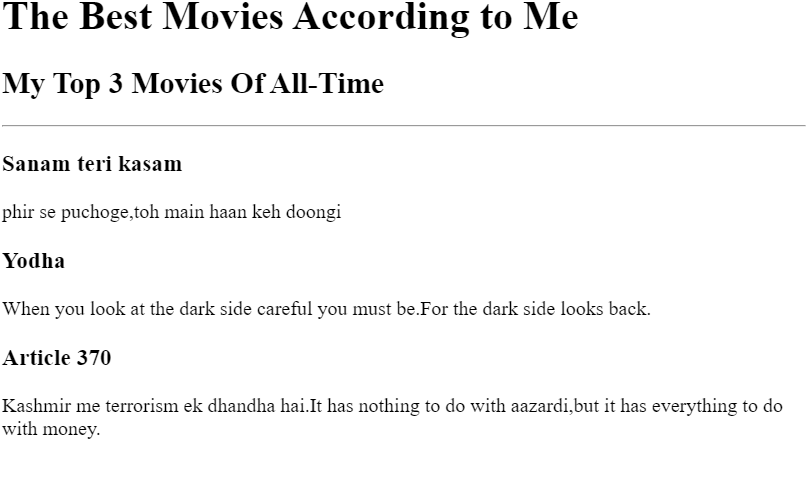 The Best Movies According to Me
My Top 3 Movies Of All-Time
Sanam teri kasam
phir se puchoge,toh main haan keh doongi
Yodha
When you look at the dark side careful you must be.For the dark side looks back.
Article 370
Kashmir me terrorism ek dhandha hai.It has nothing to do with aazardi,but it has everything to do
with money.